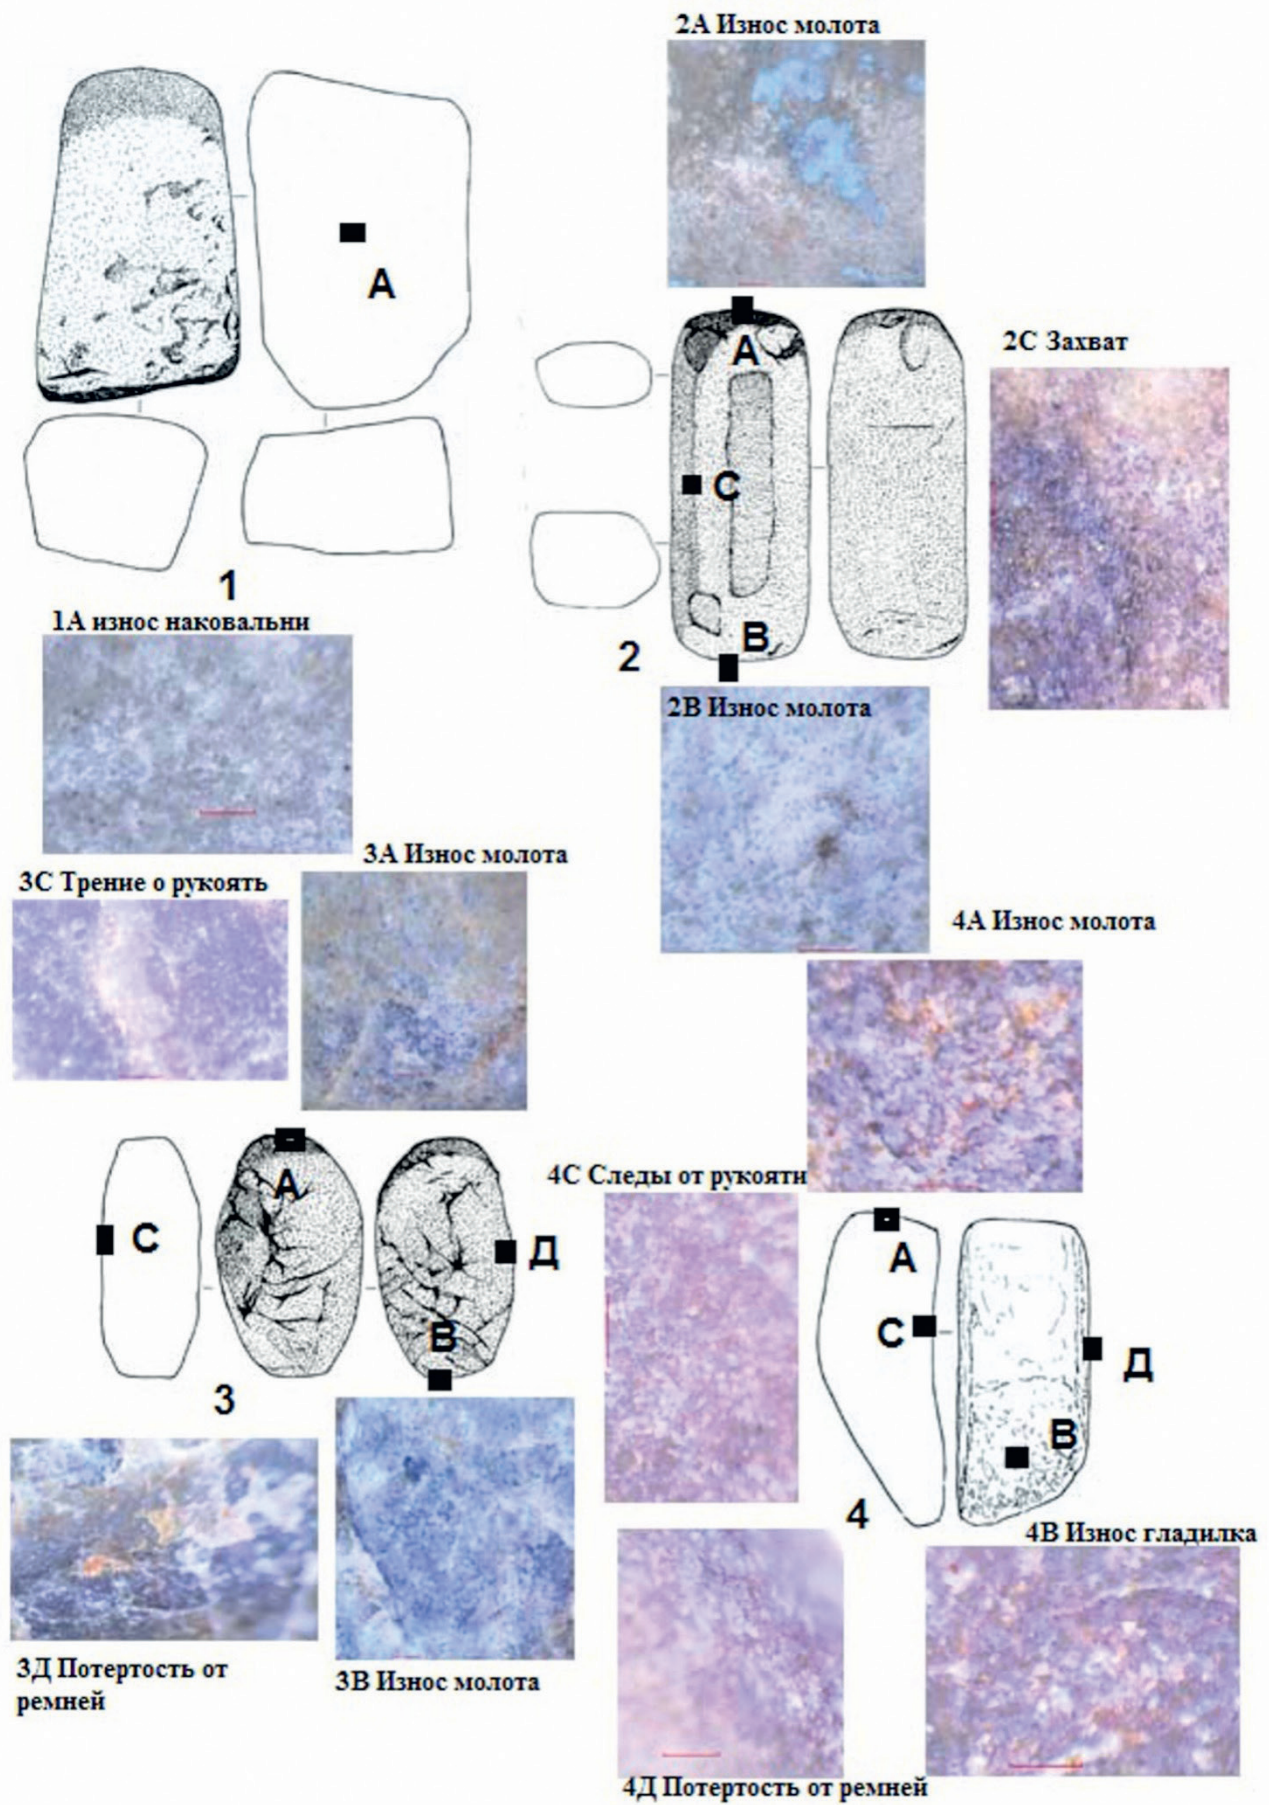 2А Износ молота
А
2С Захват
А
С
1
В
1А износ наковальни
2
2В Износ молота
3А Износ молота
3С Трение о рукоять
4А Износ молота
4С Следы от рукояти
А
С
Д
В
А
С
Д
В
3
4
4В Износ гладилка
3Д Потертость от
ремней
3В Износ молота
4Д Потертость от ремней